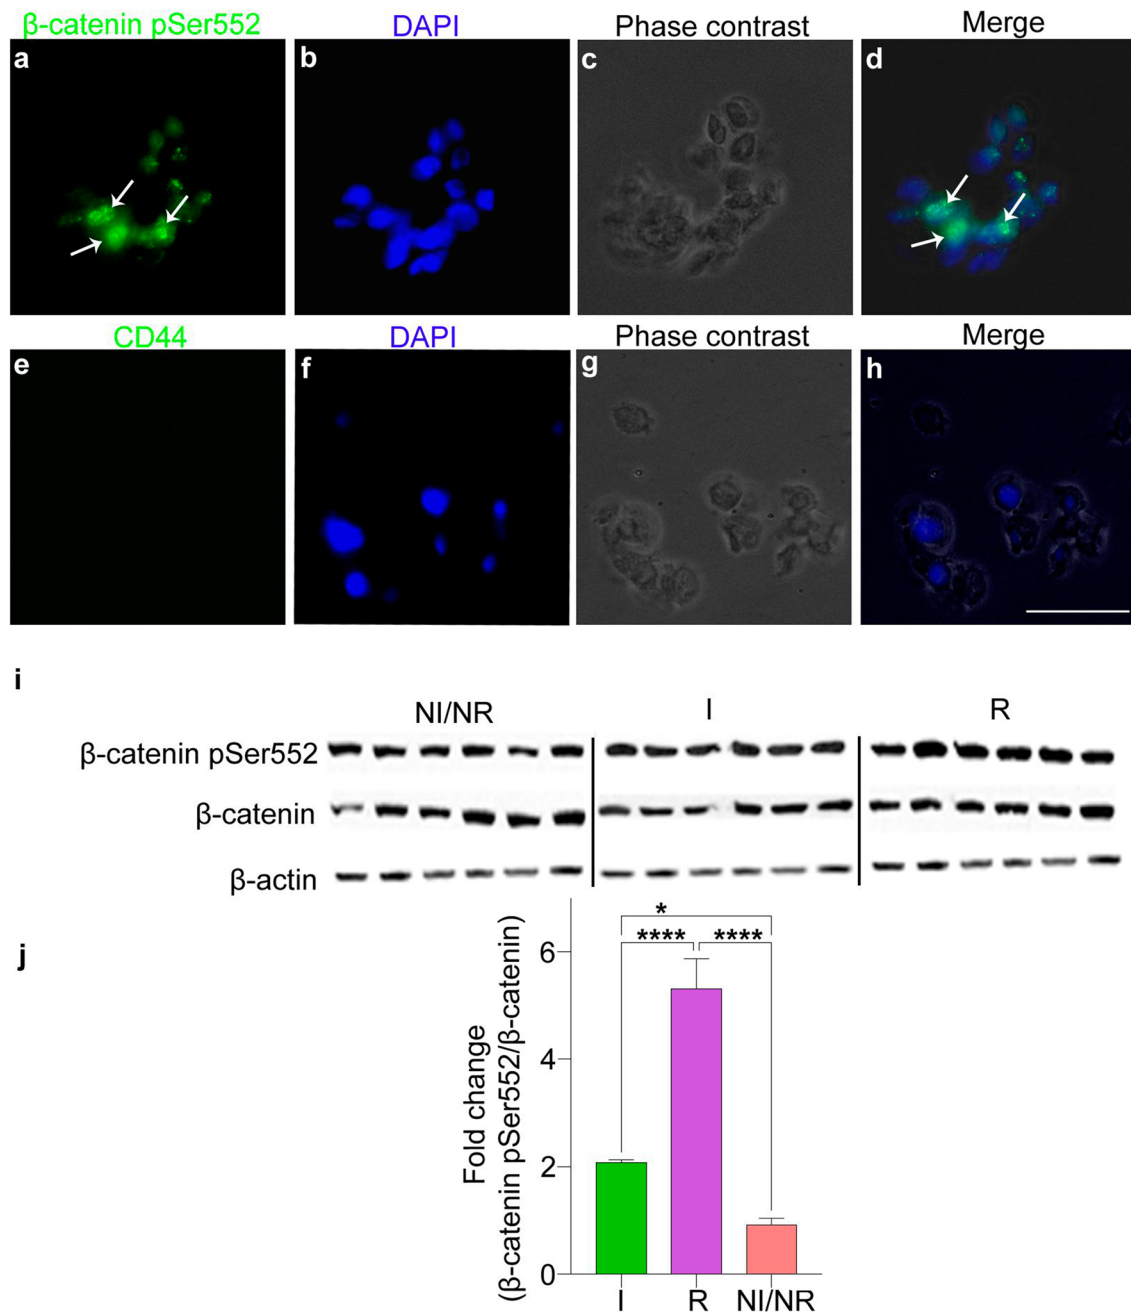 β-catenin pSer552 DAPI Phase contrast Merge
a b c d
CD44 DAPI Phase contrast Merge
e f g h
i
NI/NR I R
β-catenin pSer552
β-catenin
β-actin
j
* 
**** ****
Fold change
(β-catenin pSer552/β-catenin)
6
4
2
0
I R NI/NR